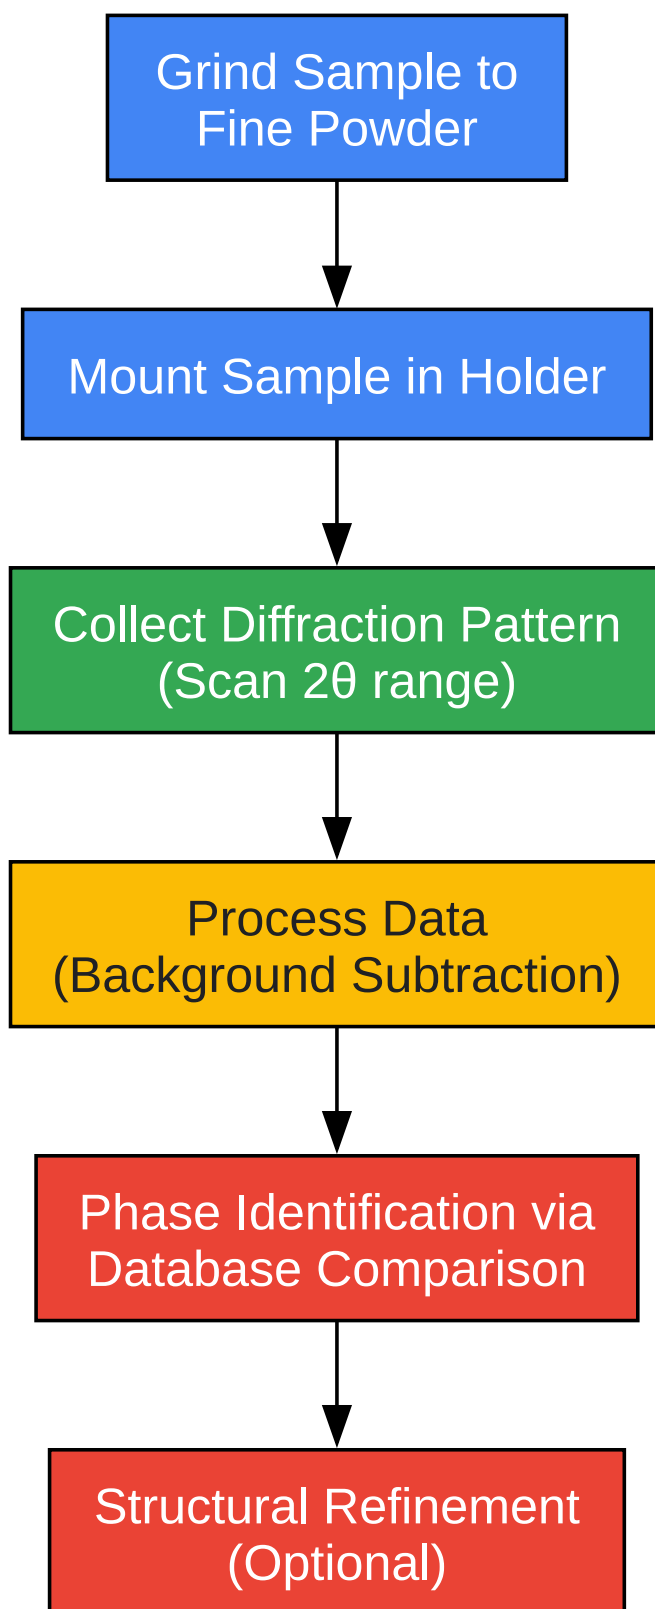 Grind Sample to
Fine Powder
Mount Sample in Holder
Collect Diffraction Pattern
(Scan 2θ range)
Process Data
(Background Subtraction)
Phase Identification via
Database Comparison
Structural Refinement
(Optional)